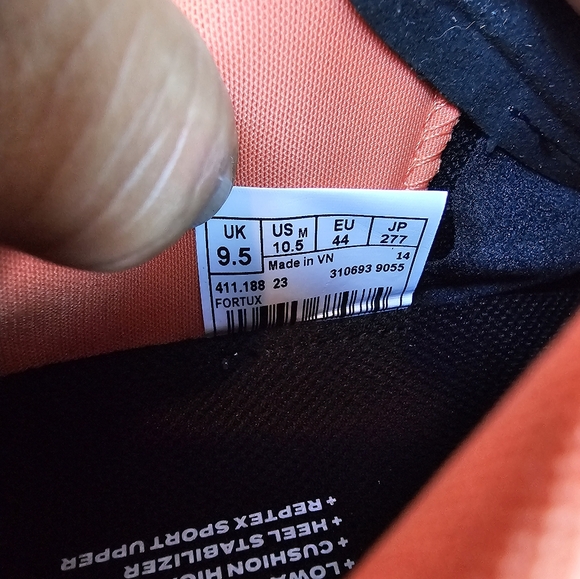 UK US M EU JP
9.5 10.5 44 277
Made in VN 14
310693 9055
411.188 23
FORTUX
+ REPTEX SPORT UPPER
+ HEEL STABILIZER
+ CUSHION
+